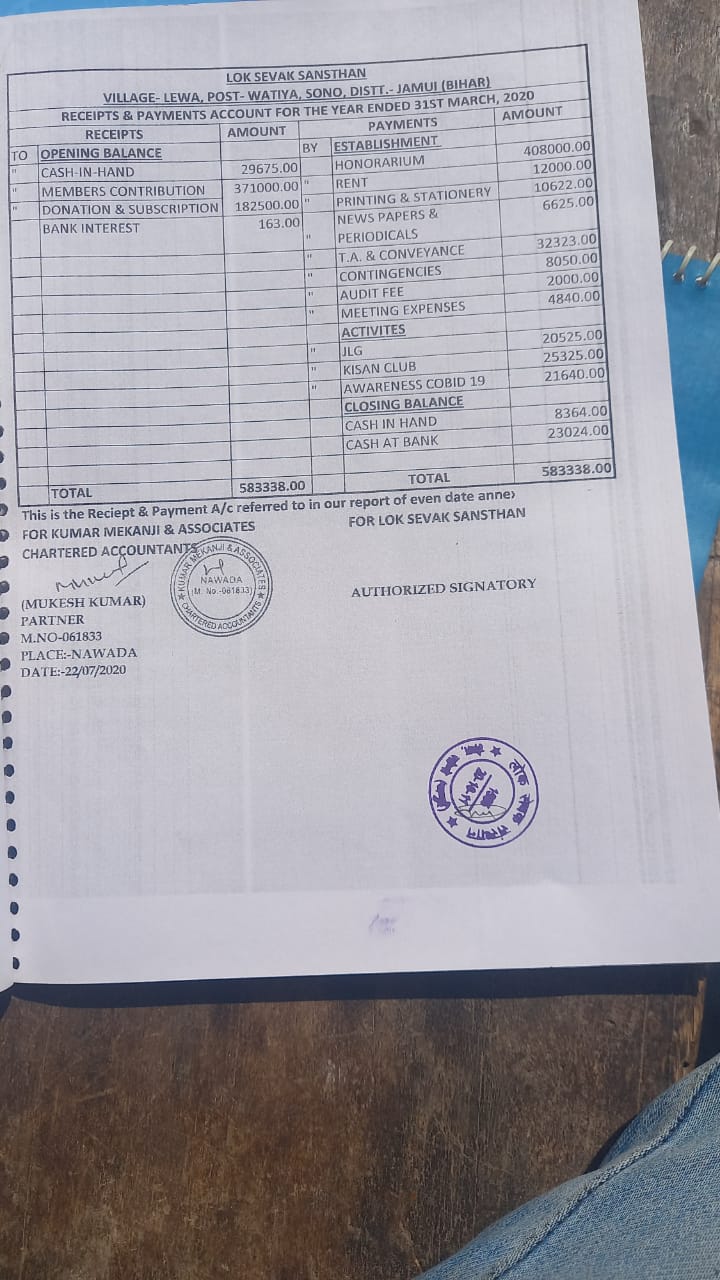 LOK SEVAK SANSTHAN
VILLAGE- LEWA, POST- WATIYA, SONO, DISTT.- JAMUI (BIHAR)
RECEIPTS & PAYMENTS ACCOUNT FOR THE YEAR ENDED 31ST MARCH, 2020
RECEIPTS AMOUNT PAYMENTS AMOUNT
TO OPENING BALANCE BY ESTABLISHMENT
" CASH-IN-HAND 29675.00 HONORARIUM 408000.00
" MEMBERS CONTRIBUTION 371000.00 " RENT 12000.00
" DONATION & SUBSCRIPTION 182500.00 " PRINTING & STATIONERY 10622.00
BANK INTEREST 163.00 NEWS PAPERS & 6625.00
" PERIODICALS
" T.A. & CONVEYANCE 32323.00
" CONTINGENCIES 8050.00
" AUDIT FEE 2000.00
" MEETING EXPENSES 4840.00
ACTIVITES
" JLG 20525.00
" KISAN CLUB 25325.00
" AWARENESS COBID 19 21640.00
CLOSING BALANCE
CASH IN HAND 8364.00
CASH AT BANK 23024.00
TOTAL 583338.00 TOTAL 583338.00
This is the Reciept & Payment A/c referred to in our report of even date anne
FOR KUMAR MEKANJI & ASSOCIATES FOR LOK SEVAK SANSTHAN
CHARTERED ACCOUNTANTS
KUMAR MEKANJI & ASSOCIATES
NAWADA
(M. No.-061833)
CHARTERED ACCOUNTANTS
AUTHORIZED SIGNATORY
(MUKESH KUMAR)
PARTNER
M.NO-061833
PLACE:-NAWADA
DATE:-22/07/2020
लोक सेवक संस्थान